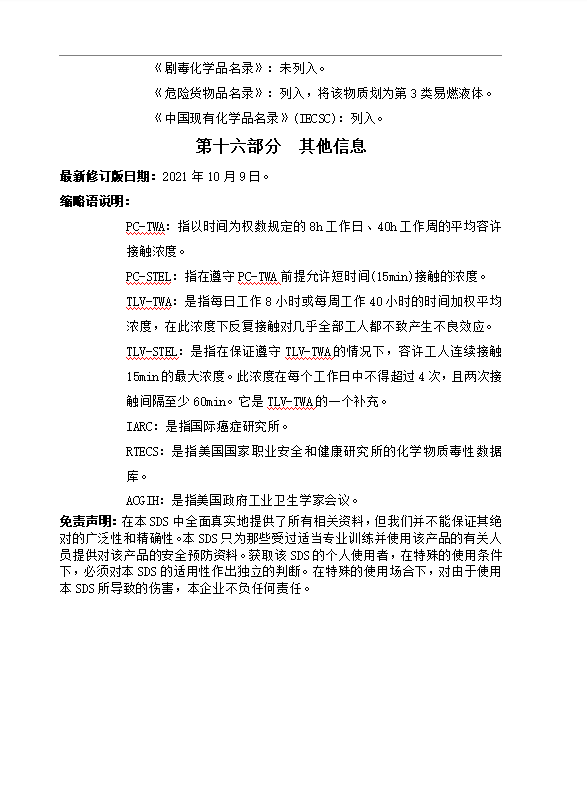 《剧毒化学品名录》：未列入。
《危险货物品名录》：列入，将该物质划为第 3 类易燃液体。
《中国现有化学品名录》(IECSC)：列入。
第十六部分　其他信息
最新修订版日期：2021 年 10 月 9 日。
缩略语说明：
PC-TWA：指以时间为权数规定的 8h 工作日、40h 工作周的平均容许
接触浓度。
PC-STEL：指在遵守 PC-TWA 前提允许短时间(15min)接触的浓度。
TLV-TWA：是指每日工作 8 小时或每周工作 40 小时的时间加权平均
浓度，在此浓度下反复接触对几乎全部工人都不致产生不良效应。
TLV-STEL：是指在保证遵守 TLV-TWA 的情况下，容许工人连续接触
15min 的最大浓度。此浓度在每个工作日中不得超过 4 次，且两次接
触间隔至少 60min。它是 TLV-TWA 的一个补充。
IARC：是指国际癌症研究所。
RTECS：是指美国国家职业安全和健康研究所的化学物质毒性数据
库。
ACGIH：是指美国政府工业卫生学家会议。
免责声明：在本 SDS 中全面真实地提供了所有相关资料，但我们并不能保证其绝
对的广泛性和精确性。本 SDS 只为那些受过适当专业训练并使用该产品的有关人
员提供对该产品的安全预防资料。获取该 SDS 的个人使用者，在特殊的使用条件
下，必须对本 SDS 的适用性作出独立的判断。在特殊的使用场合下，对由于使用
本 SDS 所导致的伤害，本企业不负任何责任。